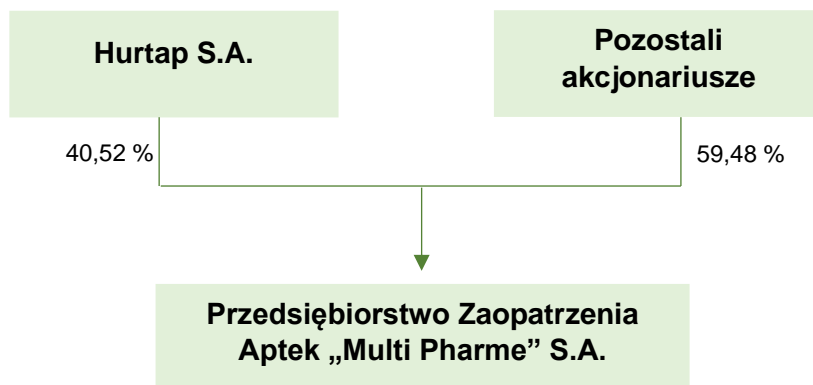 Hurtap S.A.
Pozostali
akcjonariusze
40,52 %
59,48 %
Przedsiębiorstwo Zaopatrzenia
Aptek „Multi Pharme” S.A.